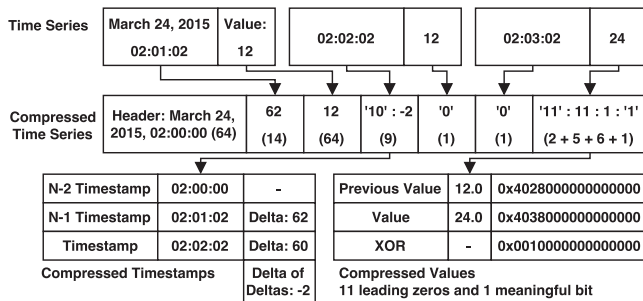 Time Series
March 24, 2015
02:01:02
Value:
12
02:02:02
12
02:03:02
24
Compressed
Time Series
Header: March 24,
2015, 02:00:00 (64)
62
(14)
12
(64)
'10' : -2
(9)
'0'
(1)
'0'
(1)
'11' : 11 : 1 : '1'
(2 + 5 + 6 + 1)
N-2 Timestamp 02:00:00 -
N-1 Timestamp 02:01:02 Delta: 62
Timestamp 02:02:02 Delta: 60
Compressed Timestamps
Delta of
Deltas: -2
Previous Value 12.0 0x4028000000000000
Value 24.0 0x4038000000000000
XOR - 0x0010000000000000
Compressed Values
11 leading zeros and 1 meaningful bit